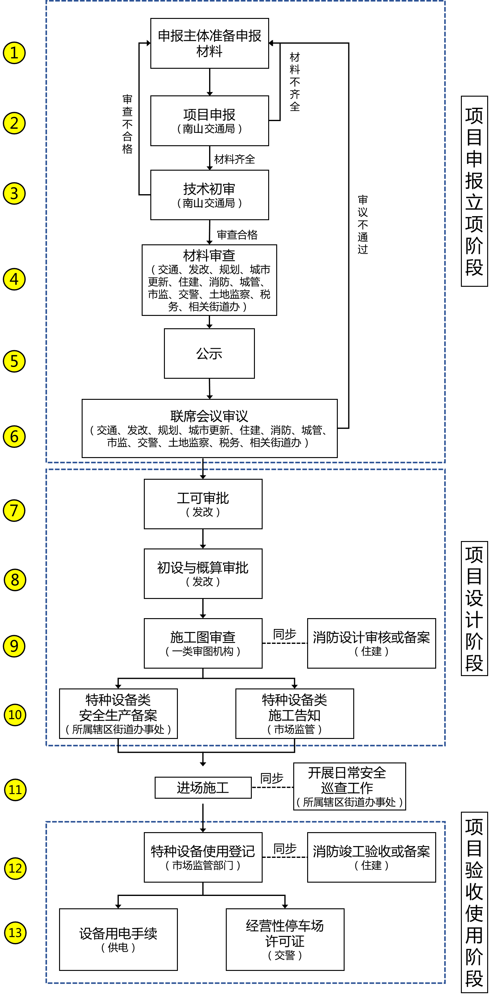 1
申报主体准备申报
材料
材料不齐全
2
项目申报
（南山交通局）
审查不合格
材料齐全
3
技术初审
（南山交通局）
审议不通过
审查合格
4
材料审查
（交通、发改、规划、城市
更新、住建、消防、城管、
市监、交警、土地监察、税
务、相关街道办）
5
公示
6
联席会议审议
（交通、发改、规划、城市更新、住建、消防、城管、
市监、交警、土地监察、税务、相关街道办）
项目申报立项阶段
7
工可审批
（发改）
8
初设与概算审批
（发改）
9
施工图审查
（一类审图机构）
同步
消防设计审核或备案
（住建）
10
特种设备类
安全生产备案
（所属辖区街道办事处）
特种设备类
施工告知
（市场监管）
项目设计阶段
11
进场施工
同步
开展日常安全
巡查工作
（所属辖区街道办事处）
12
特种设备使用登记
（市场监管部门）
同步
消防竣工验收或备案
（住建）
13
设备用电手续
（供电）
经营性停车场
许可证
（交警）
项目验收使用阶段